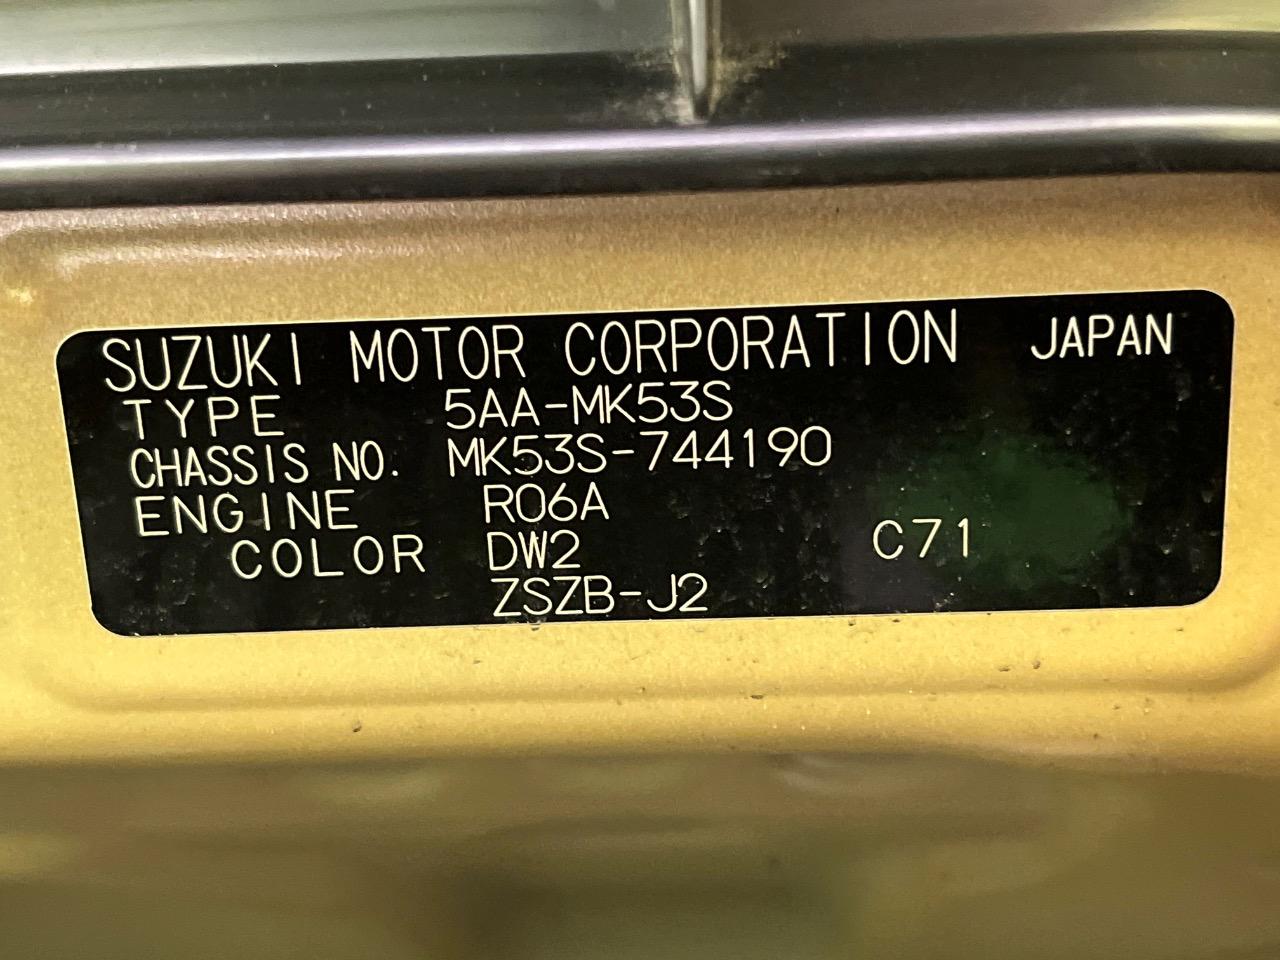 SUZUKI MOTOR CORPORATION JAPAN
TYPE 5AA-MK53S
CHASSIS NO. MK53S-744190
ENGINE R06A
COLOR DW2 C71
ZSZB-J2